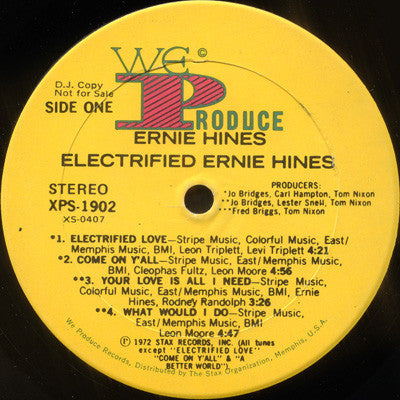 WE ©
PRODUCE
D.J. Copy
Not for Sale
SIDE ONE
ERNIE HINES
ELECTRIFIED ERNIE HINES
STEREO
XPS-1902
XS-0407
PRODUCERS:
*Jo Bridges, Carl Hampton, Tom Nixon
**Jo Bridges, Lester Snell, Tom Nixon
***Fred Briggs, Tom Nixon
*1. ELECTRIFIED LOVE—Stripe Music, Colorful Music, East/
Memphis Music, BMI, Leon Triplett, Levi Triplett 4:21
**2. COME ON Y'ALL—Stripe Music, East/Memphis Music,
BMI, Cleophas Fultz, Leon Moore 4:56
***3. YOUR LOVE IS ALL I NEED—Stripe Music,
Colorful Music, East/Memphis Music, BMI, Ernie
Hines, Rodney Randolph 3:26
**4. WHAT WOULD I DO—Stripe Music,
East/Memphis Music, BMI
Leon Moore 4:47
Ⓟ 1972 STAX RECORDS, INC. (All tunes
except "ELECTRIFIED LOVE"
"COME ON Y'ALL" & "A
BETTER WORLD")
We Produce Records, Distributed by The Stax Organization, Memphis, U.S.A.